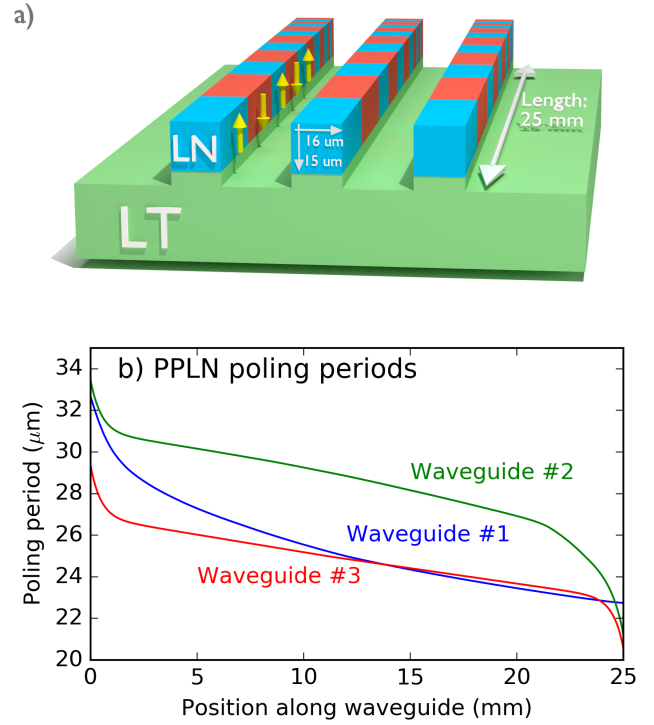 a)
LN
16 um
15 um
Length:
25 mm
LT
b) PPLN poling periods
Poling period (μm)
34
32
30
28
26
24
22
20
Waveguide #2
Waveguide #1
Waveguide #3
0
5
10
15
20
25
Position along waveguide (mm)